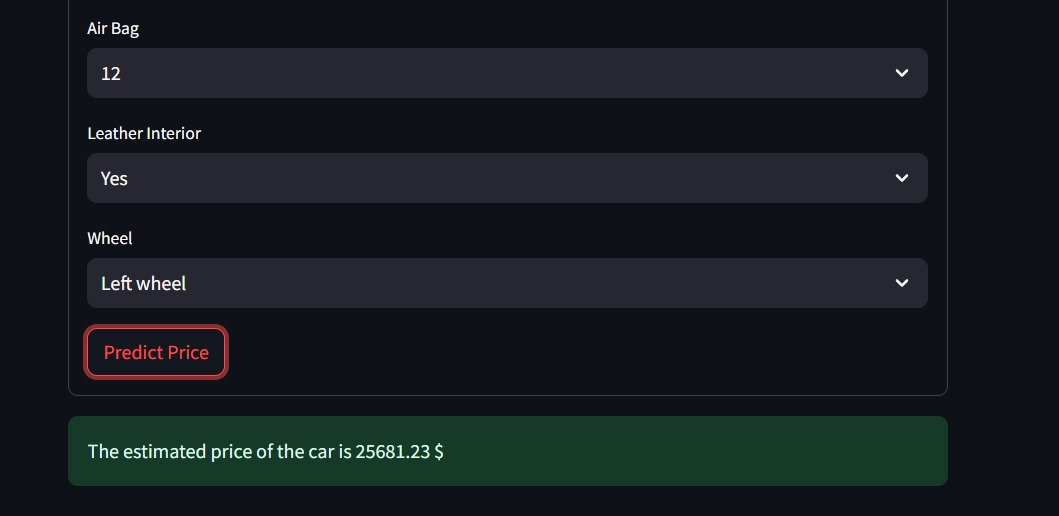 Air Bag
12
Leather Interior
Yes
Wheel
Left wheel
Predict Price
The estimated price of the car is 25681.23 $